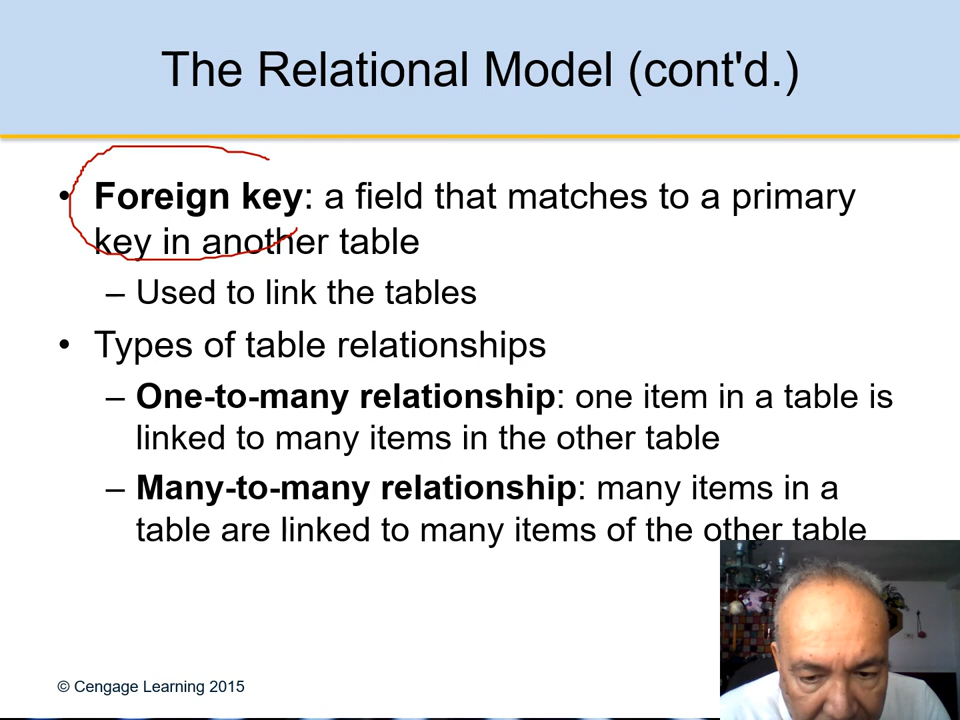 The Relational Model (cont'd.)
• Foreign key: a field that matches to a primary
key in another table
– Used to link the tables
• Types of table relationships
– One-to-many relationship: one item in a table is
linked to many items in the other table
– Many-to-many relationship: many items in a
table are linked to many items of the other table
© Cengage Learning 2015